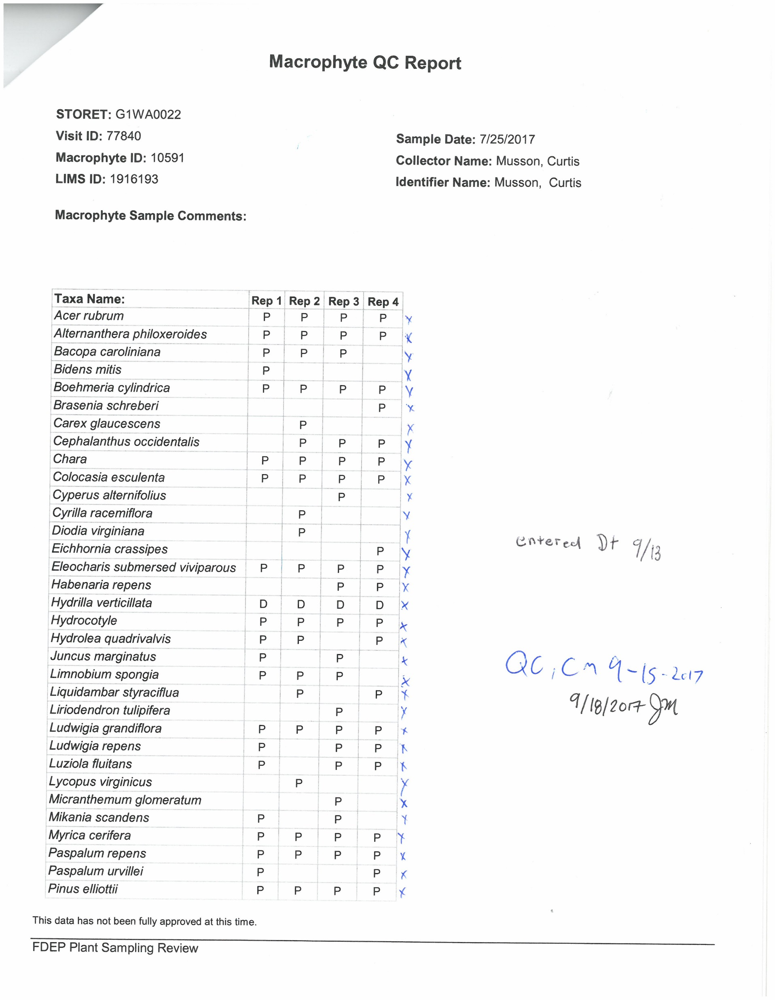 Macrophyte QC Report
STORET: G1WA0022
Visit ID: 77840
Macrophyte ID: 10591
LIMS ID: 1916193
Sample Date: 7/25/2017
Collector Name: Musson, Curtis
Identifier Name: Musson, Curtis
Macrophyte Sample Comments:
Taxa Name: Rep 1 Rep 2 Rep 3 Rep 4
Acer rubrum P P P P x
Alternanthera philoxeroides P P P P x
Bacopa caroliniana P P P x
Bidens mitis P x
Boehmeria cylindrica P P P P x
Brasenia schreberi P x
Carex glaucescens P x
Cephalanthus occidentalis P P P x
Chara P P P P x
Colocasia esculenta P P P P x
Cyperus alternifolius P x
Cyrilla racemiflora P x
Diodia virginiana P x
Eichhornia crassipes P x
Eleocharis submersed viviparous P P P P x
Habenaria repens P P x
Hydrilla verticillata D D D D x
Hydrocotyle P P P P x
Hydrolea quadrivalvis P P P x
Juncus marginatus P P x
Limnobium spongia P P P x
Liquidambar styraciflua P P x
Liriodendron tulipifera P x
Ludwigia grandiflora P P P P x
Ludwigia repens P P P x
Luziola fluitans P P P x
Lycopus virginicus P x
Micranthemum glomeratum P x
Mikania scandens P P x
Myrica cerifera P P P P x
Paspalum repens P P P P x
Paspalum urvillei P P x
Pinus elliottii P P P P x
entered Dt 9/13
QC, Cm 9-15-2017
9/18/2017 JM
This data has not been fully approved at this time.
FDEP Plant Sampling Review